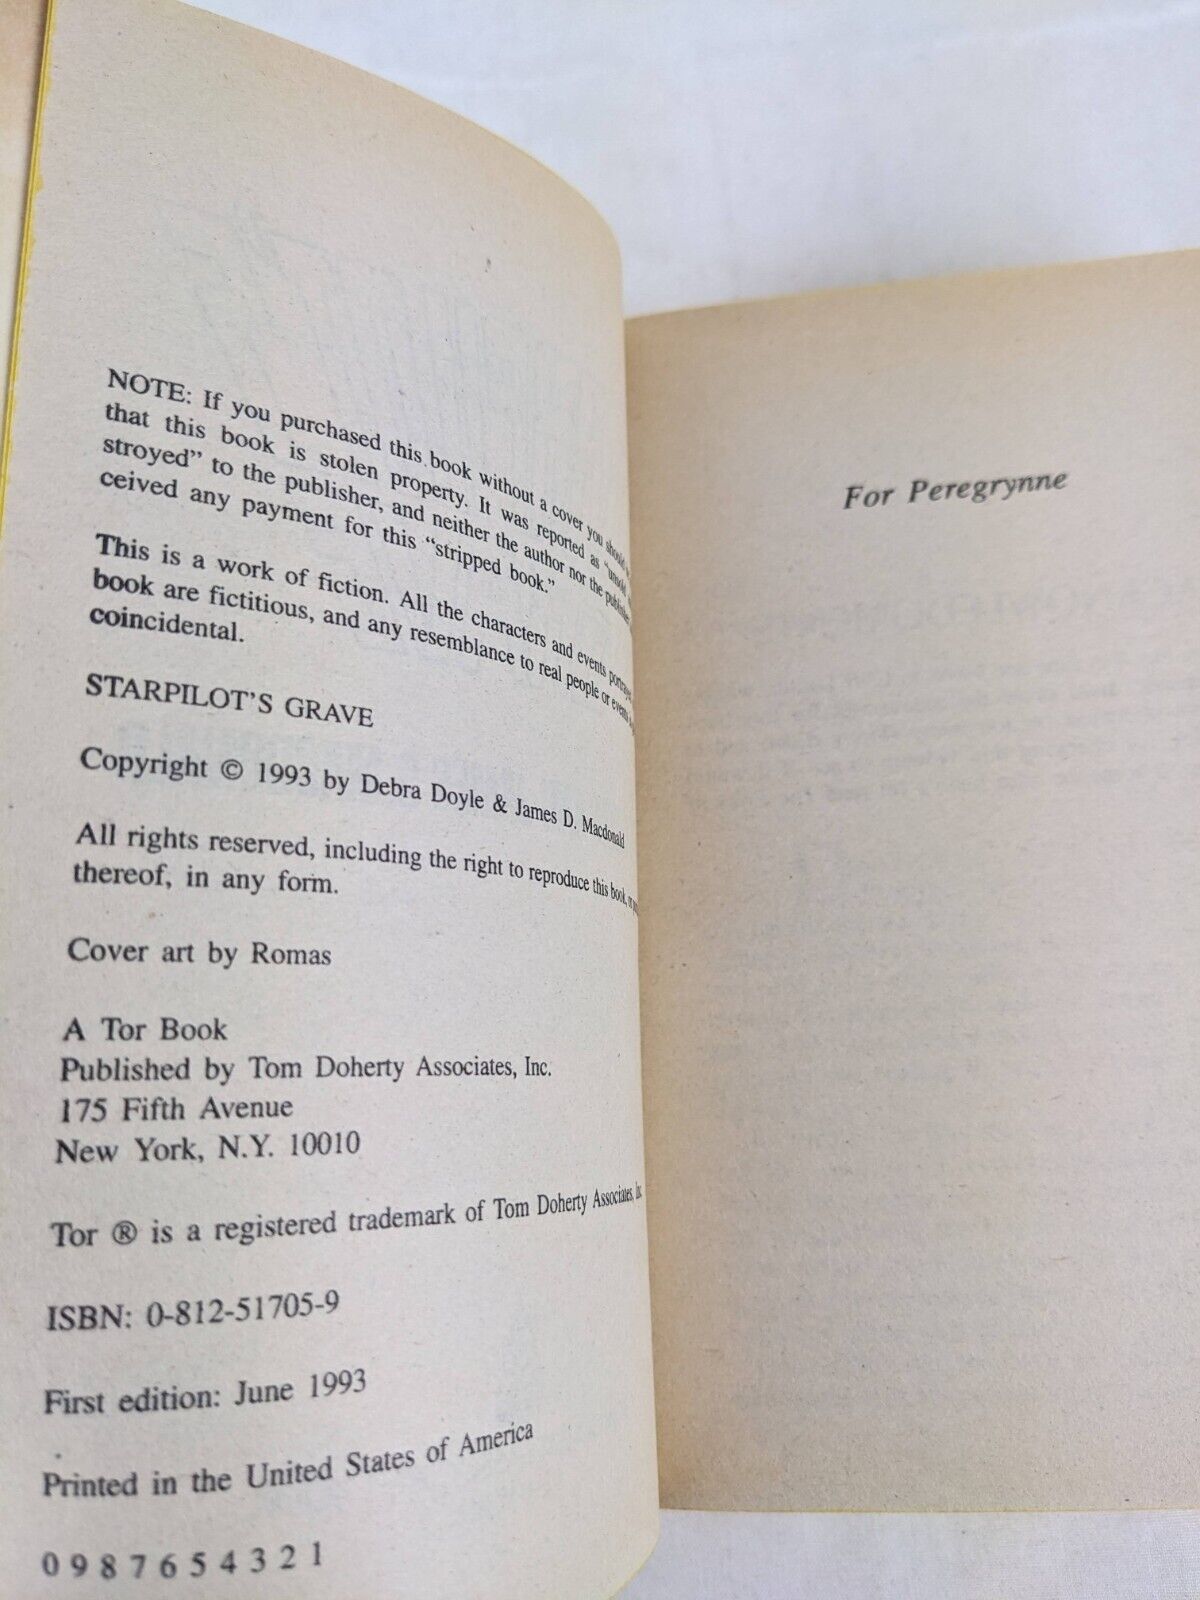 NOTE: If you purchased this book without a cover you should
that this book is stolen property. It was reported as "unsold
stroyed" to the publisher, and neither the author nor the publisher
ceived any payment for this "stripped book."
This is a work of fiction. All the characters and events
book are fictitious, and any resemblance to real people or events
coincidental.
STARPILOT'S GRAVE
Copyright © 1993 by Debra Doyle & James D. Macdonald
All rights reserved, including the right to reproduce this book, or
thereof, in any form.
Cover art by Romas
A Tor Book
Published by Tom Doherty Associates, Inc.
175 Fifth Avenue
New York, N.Y. 10010
Tor ® is a registered trademark of Tom Doherty Associates, Inc.
ISBN: 0-812-51705-9
First edition: June 1993
Printed in the United States of America
0 9 8 7 6 5 4 3 2 1
For Peregrynne